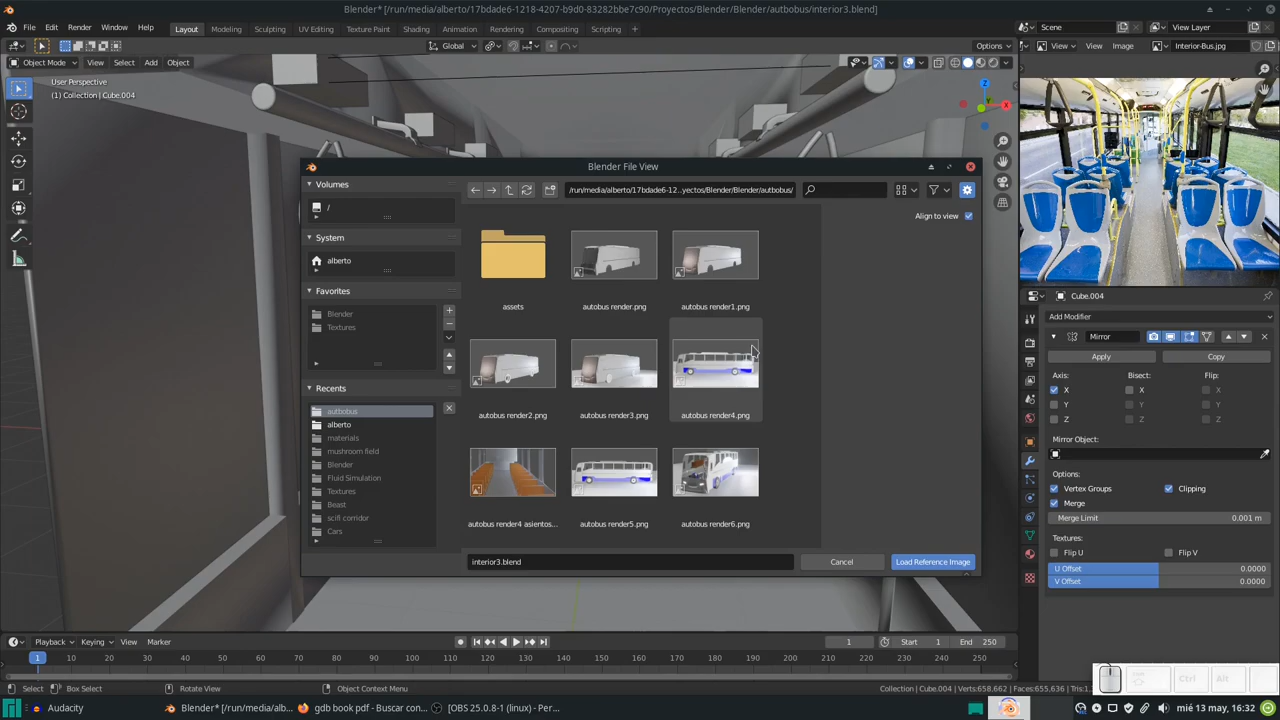 Blender* [/run/media/alberto/17bdade6-1218-4207-b9d0-83282bbe7c90/Proyectos/Blender/Blender/autbobus/interior3.blend]
File Edit Render Window Help Layout Modeling Sculpting UV Editing Texture Paint Shading Animation Rendering Compositing Scripting + Scene View Layer
Global Options View Image Interior-Bus.jpg
Object Mode View Select Add Object
User Perspective
(1) Collection | Cube.004
Blender File View
Volumes
/run/media/alberto/17bdade6-12...yectos/Blender/Blender/autbobus/
/
Align to view
System
alberto
Favorites
Blender
Textures
assets autobus render.png autobus render1.png
Recents
autbobus
alberto
materials
mushroom field
Blender
Fluid Simulation
Textures
Beast
scifi corridor
Cars
autobus render2.png autobus render3.png autobus render4.png
autobus render4 asientos... autobus render5.png autobus render6.png
interior3.blend Cancel Load Reference Image
Cube.004
Add Modifier
Mirror
Apply Copy
Axis: Bisect: Flip:
X X X
Y Y Y
Z Z Z
Mirror Object:
Options:
Vertex Groups Clipping
Merge
Merge Limit 0.001 m
Textures:
Flip U Flip V
U Offset 0.0000
V Offset 0.0000
Playback Keying View Marker 1 Start 1 End 250
1 10 20 30 40 50 60 70 80 90 100 110 120 130 140 150 160 170 180 190 200 210 220 230 240 250
Select Box Select Rotate View Object Context Menu Collection | Cube.004 | Verts:658,662 | Faces:655,636 | Tris:1,
Ctrl Alt
Audacity Blender* [/run/media/alb... gdb book pdf - Buscar con... [OBS 25.0.8-1 (linux) - Per... mié 13 may, 16:32